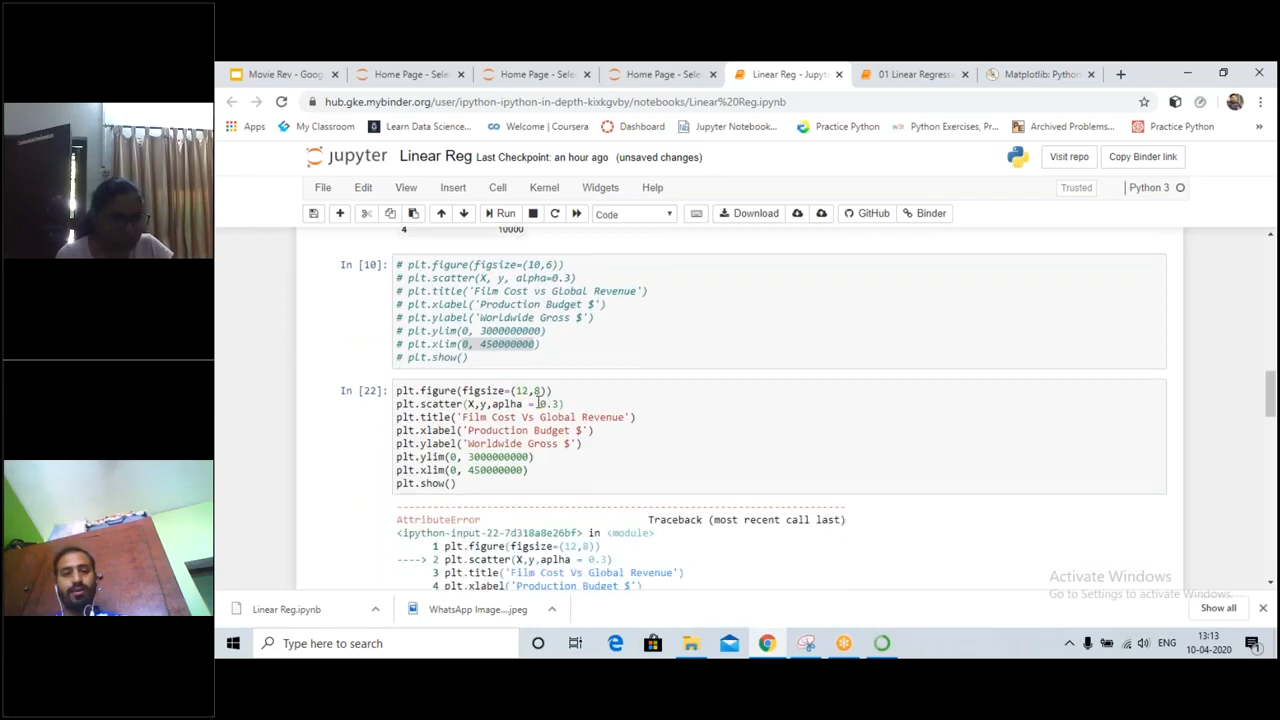 Movie Rev - Goog
Home Page - Sele
Home Page - Sele
Home Page - Sele
Linear Reg - Jupyte
01 Linear Regress
Matplotlib: Python
hub.gke.mybinder.org/user/ipython-ipython-in-depth-kixkgvby/notebooks/Linear%20Reg.ipynb
Apps
My Classroom
Learn Data Science...
Welcome | Coursera
Dashboard
Jupyter Notebook...
Practice Python
Python Exercises, Pr...
Archived Problems...
Practice Python
jupyter Linear Reg Last Checkpoint: an hour ago (unsaved changes)
Visit repo
Copy Binder link
File Edit View Insert Cell Kernel Widgets Help
Trusted
Python 3
Run
Code
Download
GitHub
Binder
4 10000
In [10]:
# plt.figure(figsize=(10,6))
# plt.scatter(X, y, alpha=0.3)
# plt.title('Film Cost vs Global Revenue')
# plt.xlabel('Production Budget $')
# plt.ylabel('Worldwide Gross $')
# plt.ylim(0, 3000000000)
# plt.xlim(0, 450000000)
# plt.show()
In [22]:
plt.figure(figsize=(12,8))
plt.scatter(X,y,aplha = 0.3)
plt.title('Film Cost Vs Global Revenue')
plt.xlabel('Production Budget $')
plt.ylabel('Worldwide Gross $')
plt.ylim(0, 3000000000)
plt.xlim(0, 450000000)
plt.show()
---------------------------------------------------------------------------
AttributeError Traceback (most recent call last)
<ipython-input-22-7d318a8e26bf> in <module>
1 plt.figure(figsize=(12,8))
----> 2 plt.scatter(X,y,aplha = 0.3)
3 plt.title('Film Cost Vs Global Revenue')
4 plt.xlabel('Production Budget $')
Activate Windows
Go to Settings to activate Windows.
Linear Reg.ipynb
WhatsApp Image....jpeg
Show all
Type here to search
ENG
13:13
10-04-2020